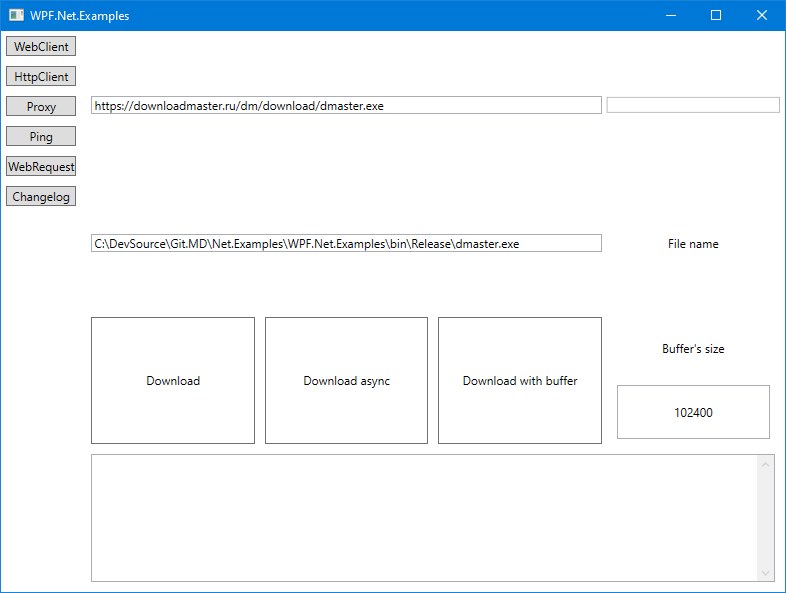 WPF.Net.Examples
WebClient
HttpClient
Proxy
https://downloadmaster.ru/dm/download/dmaster.exe
Ping
WebRequest
Changelog
C:\DevSource\Git.MD\Net.Examples\WPF.Net.Examples\bin\Release\dmaster.exe
File name
Download
Download async
Download with buffer
Buffer's size
102400